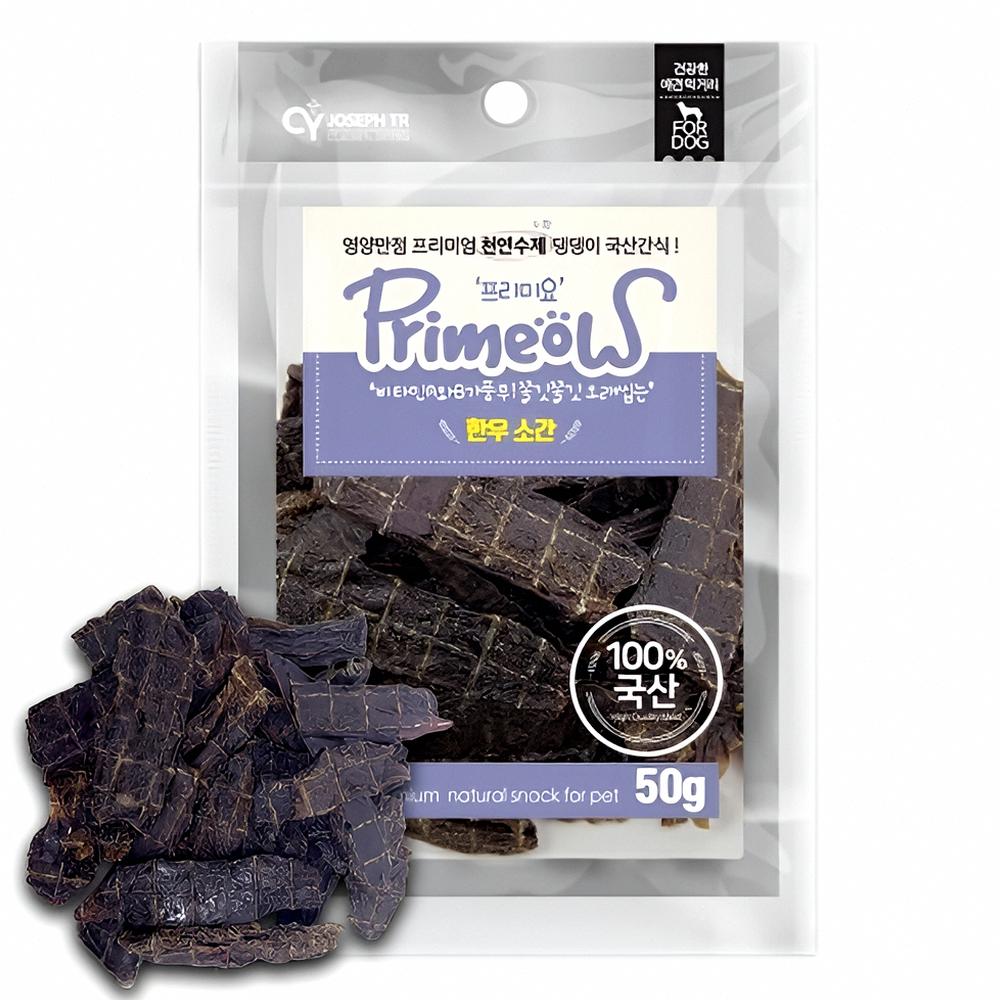 JOSEPH TR
건강한
애견먹거리
FOR
DOG
영양만점 프리미엄 천연수제 댕댕이 국산간식!
'프리미요'
Primeow
'비타민A와B가풍부!쫄깃쫄깃 오래씹는'
한우 소간
100%
국산
natural snack for pet 50g